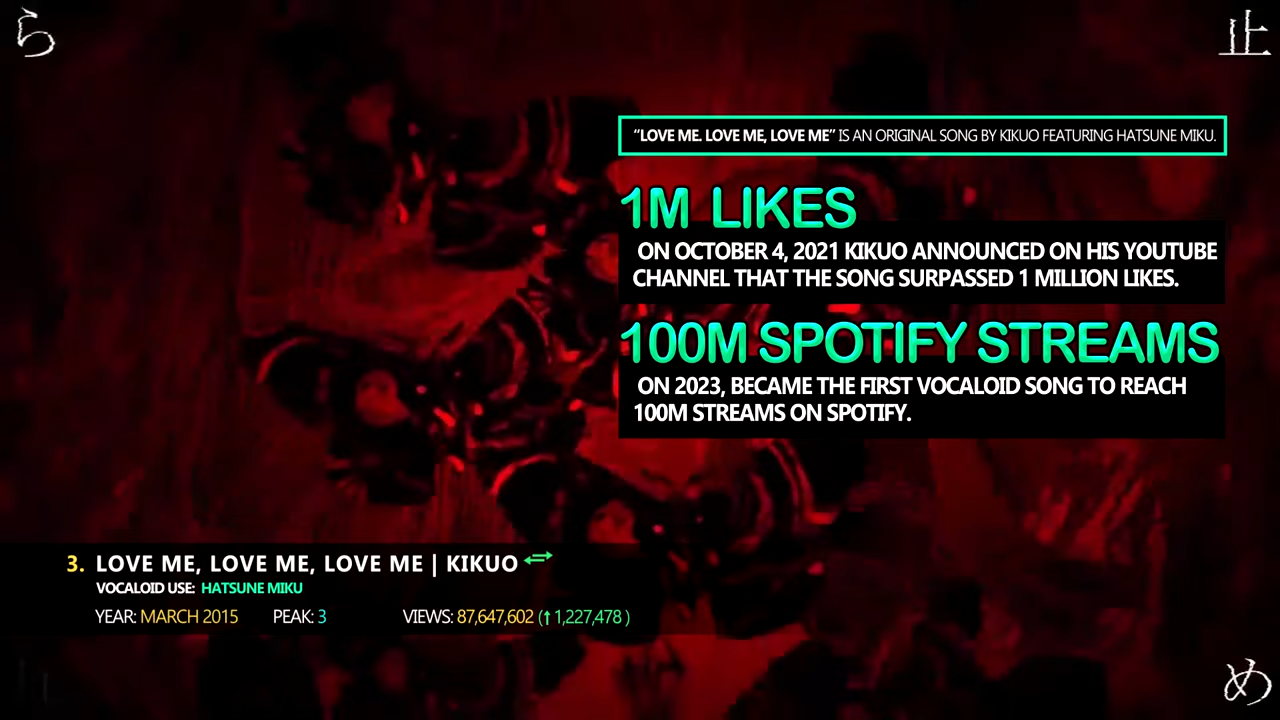 ら
止
“LOVE ME. LOVE ME, LOVE ME” IS AN ORIGINAL SONG BY KIKUO FEATURING HATSUNE MIKU.
1M LIKES
ON OCTOBER 4, 2021 KIKUO ANNOUNCED ON HIS YOUTUBE
CHANNEL THAT THE SONG SURPASSED 1 MILLION LIKES.
100M SPOTIFY STREAMS
ON 2023, BECAME THE FIRST VOCALOID SONG TO REACH
100M STREAMS ON SPOTIFY.
3. LOVE ME, LOVE ME, LOVE ME | KIKUO
VOCALOID USE: HATSUNE MIKU
YEAR: MARCH 2015 PEAK: 3 VIEWS: 87,647,602 (↑ 1,227,478 )
め